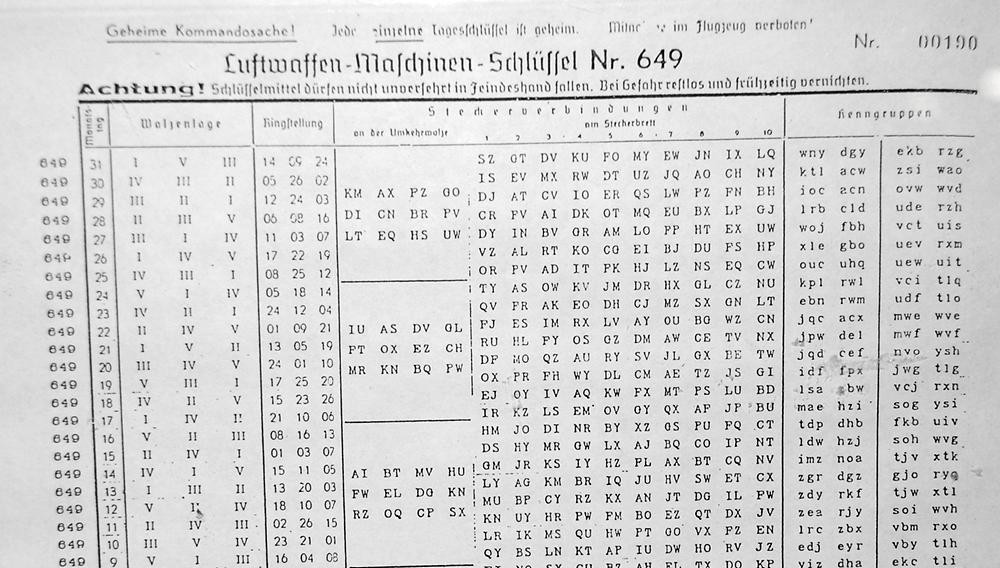 Geheime Kommandosache! Jede einzelne Tagesschlüssel ist geheim. im Flugzeug verboten!
Nr. 00190
Luftwaffen-Maschinen-Schlüssel Nr. 649
Achtung! Schlüsselmittel dürfen nicht unversehrt in Feindeshand fallen. Bei Gefahr restlos und frühzeitig vernichten.
Monatstag Walzenlage Ringstellung Steckerverbindungen Kenngruppen
an der Umkehrwalze am Steckerbrett
1 2 3 4 5 6 7 8 9 10
649 31 I V III 14 09 24 SZ GT DV KU FO MY EW JN IX LQ wny dgy ekb rzg
649 30 IV III II 05 26 02 IS EV MX RW DT UZ JQ AO CH NY ktl acw zsi wao
649 29 III II I 12 24 03 KM AX PZ GO DJ AT CV IO ER QS LW PZ FN BH ioc acn ovw wvd
649 28 II III V 06 08 16 DI CN BR PV CR FV AI DK OT MQ EU BX LP GJ lrb cld ude rzh
649 27 III I IV 11 03 07 LT EQ HS UW DY IN BV GR AM LO FP HT EX UW woj fbh vct uis
649 26 I IV V 17 22 19 VZ AL RT KO CG EI BJ DU FS HP xle gbo uev rxm
649 25 IV III I 08 25 12 OR PV AD IT FK HJ LZ NS EQ CW ouc uhq uew uit
649 24 V I IV 05 18 14 TY AS OW KV JM DR HX GL CZ NU kpl rwl vci tlq
649 23 IV II I 24 12 04 QV FR AK EO DH CJ MZ SX GN LT ebn rwm udf tlo
649 22 II IV V 01 09 21 IU AS DV GL FJ ES IM RX LV AY OU BG WZ CN jqc acx mwe wve
649 21 I V II 13 05 19 FT OX EZ CH RU HL PY OS GZ DM AW CE TV NX jpw del mwf wvf
649 20 III IV V 24 01 10 MR KN BQ PW DF MO QZ AU RY SV JL GX BE TW jqd cef nvo ysh
649 19 V III I 17 25 20 OX PR FH WY DL CM AE TZ JS GI idf fpx jwg tlg
649 18 IV II V 15 23 26 EJ OY IV AQ KW FX MT PS LU BD lsa gbw vcj rxn
649 17 I IV II 21 10 06 IR KZ LS EM OV GY QX AF JP BU mae hzi sog ysi
649 16 V II III 08 16 13 HM JO DI NR BY XZ GS PU FQ CT tdp dhb fkb uiv
649 15 II IV I 01 03 07 DS HY MR GW LX AJ BQ CO IP NT ldw hzj soh wvg
649 14 IV I V 15 11 05 AI BT MV HU GM JR KS IY HZ PL AX BT CQ NV imz noa tjv xtk
649 13 I III II 13 20 03 FW EL DG KN LY AG KM BR IQ JU HV SW ET CX zgr dgz gjo ryq
649 12 V II IV 18 10 07 RZ OQ CP SX MU BP CY RZ KX AN JT DG IL FW zdy rkf tjw xtl
649 11 II IV III 02 26 15 KN UY HR PW FM BO EZ QT DX JV zea rjy soi wvh
649 10 III V IV 23 21 01 LR IK MS QU HW PT GO VX FZ EN lrc zbx vbm rxo
649 9 V I III 16 04 08 QY BS LN KT AP IU DW HO RV JZ edj eyr vby tlh
yiz dha ekc tli